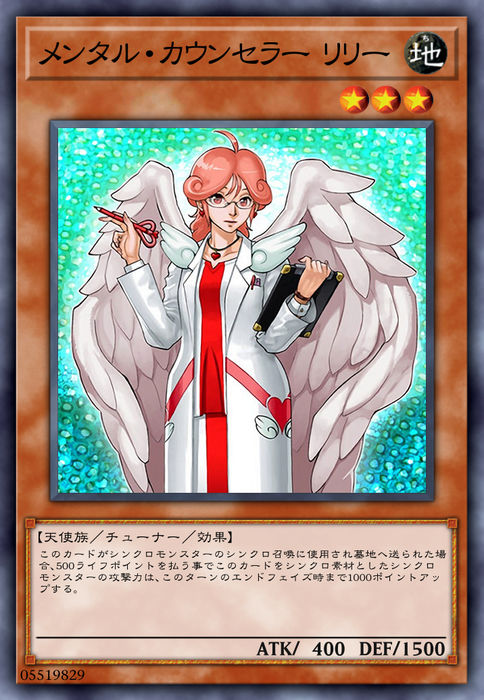 メンタル・カウンセラー リリー
ち
地
【天使族／チューナー／効果】
このカードがシンクロモンスターのシンクロ召喚に使用され墓地へ送られた場
合、500ライフポイントを払う事でこのカードをシンクロ素材としたシンクロ
モンスターの攻撃力は、このターンのエンドフェイズ時まで1000ポイントアッ
プする。
ATK/ 400 DEF/1500
05519829